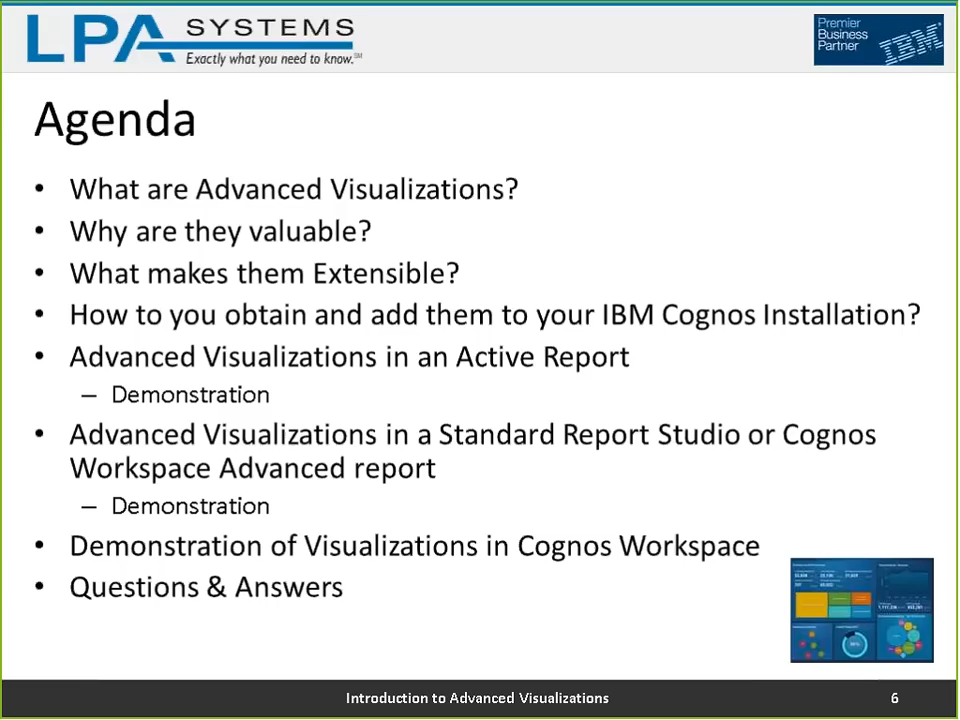 LPA SYSTEMS
Exactly what you need to know.℠
Premier
Business
Partner
IBM
Agenda
• What are Advanced Visualizations?
• Why are they valuable?
• What makes them Extensible?
• How to you obtain and add them to your IBM Cognos Installation?
• Advanced Visualizations in an Active Report
– Demonstration
• Advanced Visualizations in a Standard Report Studio or Cognos
Workspace Advanced report
– Demonstration
• Demonstration of Visualizations in Cognos Workspace
• Questions & Answers
Introduction to Advanced Visualizations
6